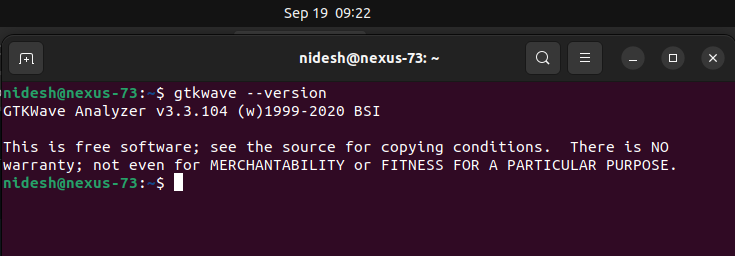 Sep 19 09:22
nidesh@nexus-73: ~
nidesh@nexus-73:~$ gtkwave --version
GTKWave Analyzer v3.3.104 (w)1999-2020 BSI
This is free software; see the source for copying conditions.  There is NO
warranty; not even for MERCHANTABILITY or FITNESS FOR A PARTICULAR PURPOSE.
nidesh@nexus-73:~$